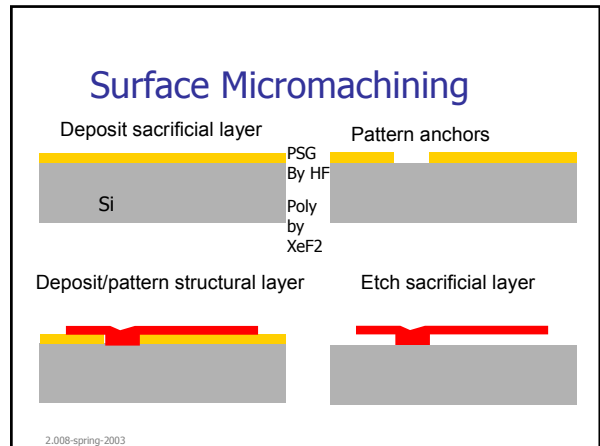 Surface Micromachining
Deposit sacrificial layer
Pattern anchors
PSG
By HF
Si
Poly
by
XeF2
Deposit/pattern structural layer
Etch sacrificial layer
2.008-spring-2003